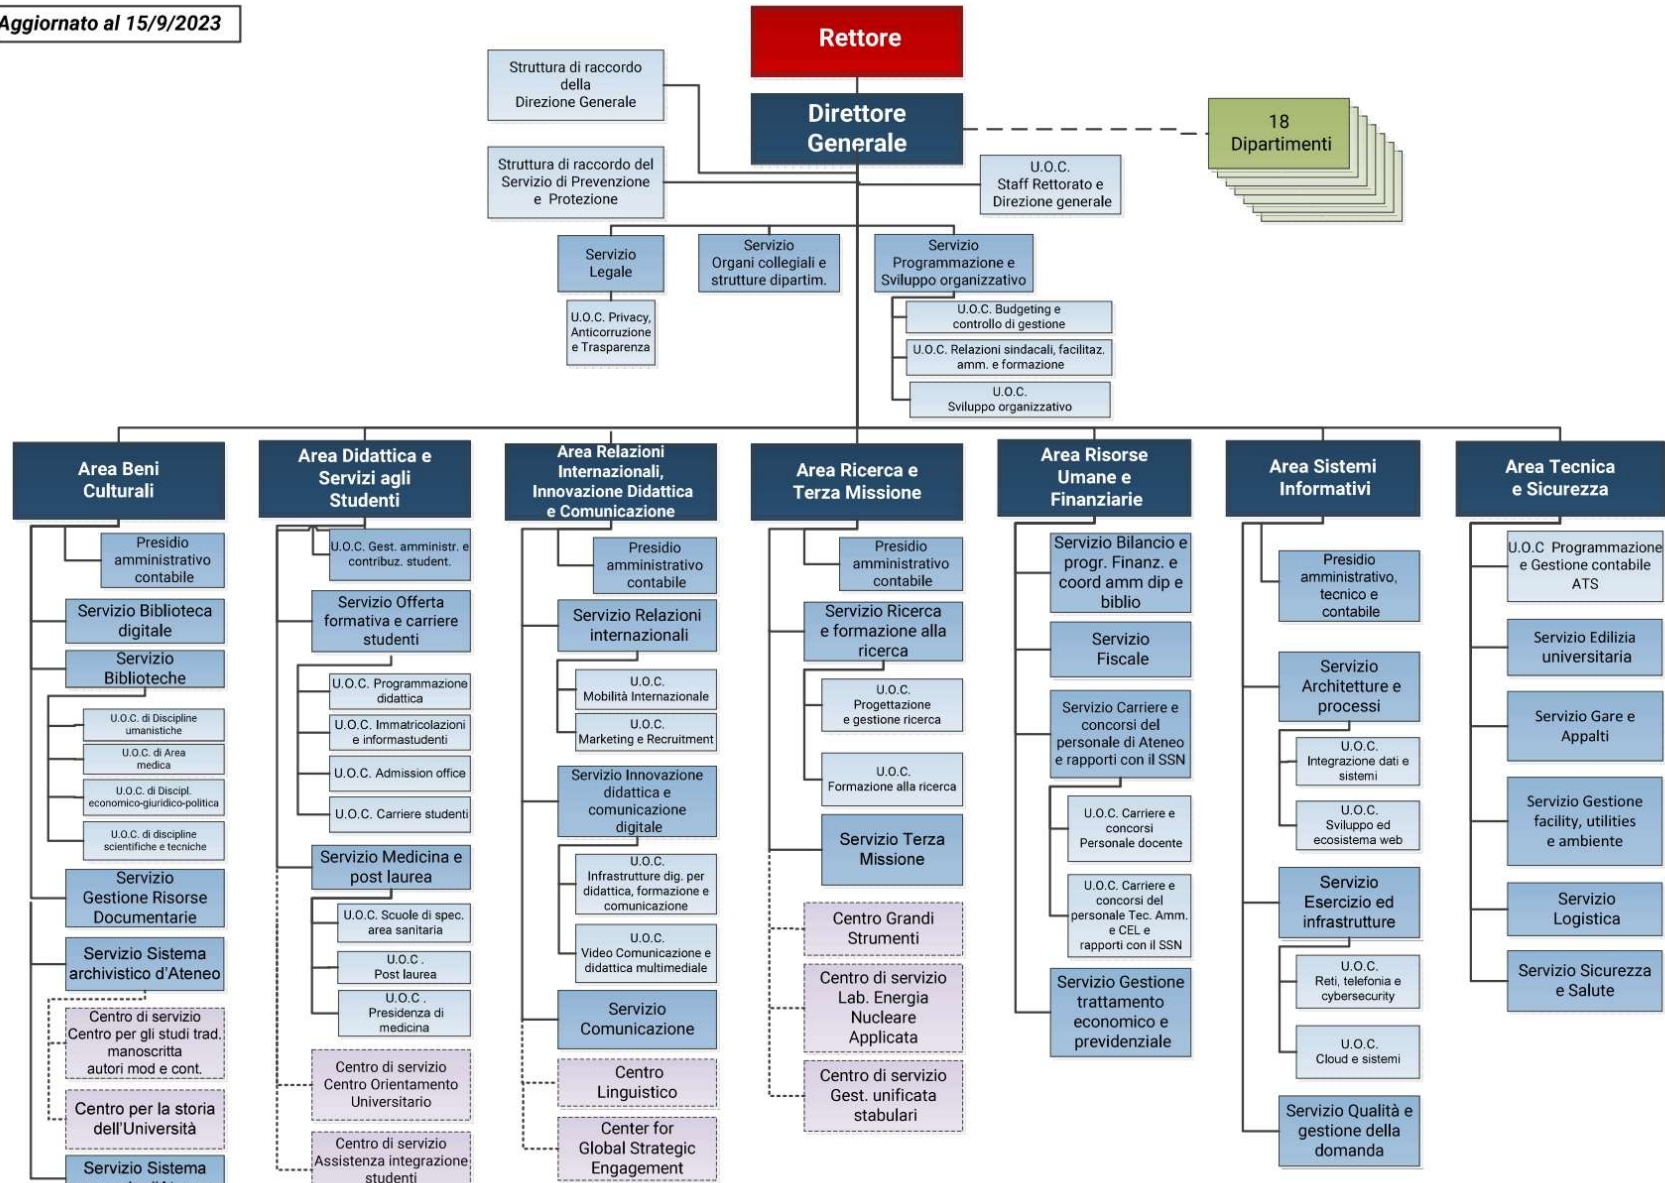 Aggiornato al 15/9/2023
Rettore
Direttore
Generale
Struttura di raccordo
della
Direzione Generale
18
Dipartimenti
Struttura di raccordo del
Servizio di Prevenzione
e Protezione
U.O.C.
Staff Rettorato e
Direzione generale
Servizio
Legale
Servizio
Organi collegiali e
strutture dipartim.
Servizio
Programmazione e
Sviluppo organizzativo
U.O.C. Privacy,
Anticorruzione
e Trasparenza
U.O.C. Budgeting e
controllo di gestione
U.O.C. Relazioni sindacali, facilitaz.
amm. e formazione
U.O.C.
Sviluppo organizzativo
Area Beni
Culturali
Presidio
amministrativo
contabile
Servizio Biblioteca
digitale
Servizio
Biblioteche
U.O.C. di Discipline
umanistiche
U.O.C. di Area
medica
U.O.C. di Discipl.
economico-giuridico-politica
U.O.C. di discipline
scientifiche e tecniche
Servizio
Gestione Risorse
Documentarie
Servizio Sistema
archivistico d'Ateneo
Centro di servizio
Centro per gli studi trad.
manoscritta
autori mod e cont.
Centro per la storia
dell'Università
Servizio Sistema
Area Didattica e
Servizi agli
Studenti
U.O.C. Gest. amministr. e
contribuz. student.
Servizio Offerta
formativa e carriere
studenti
U.O.C. Programmazione
didattica
U.O.C. Immatricolazioni
e informastudenti
U.O.C. Admission office
U.O.C. Carriere studenti
Servizio Medicina e
post laurea
U.O.C. Scuole di spec.
area sanitaria
U.O.C .
Post laurea
U.O.C .
Presidenza di
medicina
Centro di servizio
Centro Orientamento
Universitario
Centro di servizio
Assistenza integrazione
studenti
Area Relazioni
Internazionali,
Innovazione Didattica
e Comunicazione
Presidio
amministrativo
contabile
Servizio Relazioni
internazionali
U.O.C.
Mobilità Internazionale
U.O.C.
Marketing e Recruitment
Servizio Innovazione
didattica e
comunicazione
digitale
U.O.C.
Infrastrutture dig. per
didattica, formazione e
comunicazione
U.O.C.
Video Comunicazione e
didattica multimediale
Servizio
Comunicazione
Centro
Linguistico
Center for
Global Strategic
Engagement
Area Ricerca e
Terza Missione
Presidio
amministrativo
contabile
Servizio Ricerca
e formazione alla
ricerca
U.O.C.
Progettazione
e gestione ricerca
U.O.C.
Formazione alla ricerca
Servizio Terza
Missione
Centro Grandi
Strumenti
Centro di servizio
Lab. Energia
Nucleare
Applicata
Centro di servizio
Gest. unificata
stabulari
Area Risorse
Umane e
Finanziarie
Servizio Bilancio e
progr. Finanz. e
coord amm dip e
biblio
Servizio
Fiscale
Servizio Carriere e
concorsi del
personale di Ateneo
e rapporti con il SSN
U.O.C. Carriere e
concorsi
Personale docente
U.O.C. Carriere e
concorsi del
personale Tec. Amm.
e CEL e
rapporti con il SSN
Servizio Gestione
trattamento
economico e
previdenziale
Area Sistemi
Informativi
Presidio
amministrativo,
tecnico e
contabile
Servizio
Architetture e
processi
U.O.C.
Integrazione dati e
sistemi
U.O.C.
Sviluppo ed
ecosistema web
Servizio
Esercizio ed
infrastrutture
U.O.C.
Reti, telefonia e
cybersecurity
U.O.C.
Cloud e sistemi
Servizio Qualità e
gestione della
domanda
Area Tecnica
e Sicurezza
U.O.C Programmazione
e Gestione contabile
ATS
Servizio Edilizia
universitaria
Servizio Gare e
Appalti
Servizio Gestione
facility, utilities
e ambiente
Servizio
Logistica
Servizio Sicurezza
e Salute